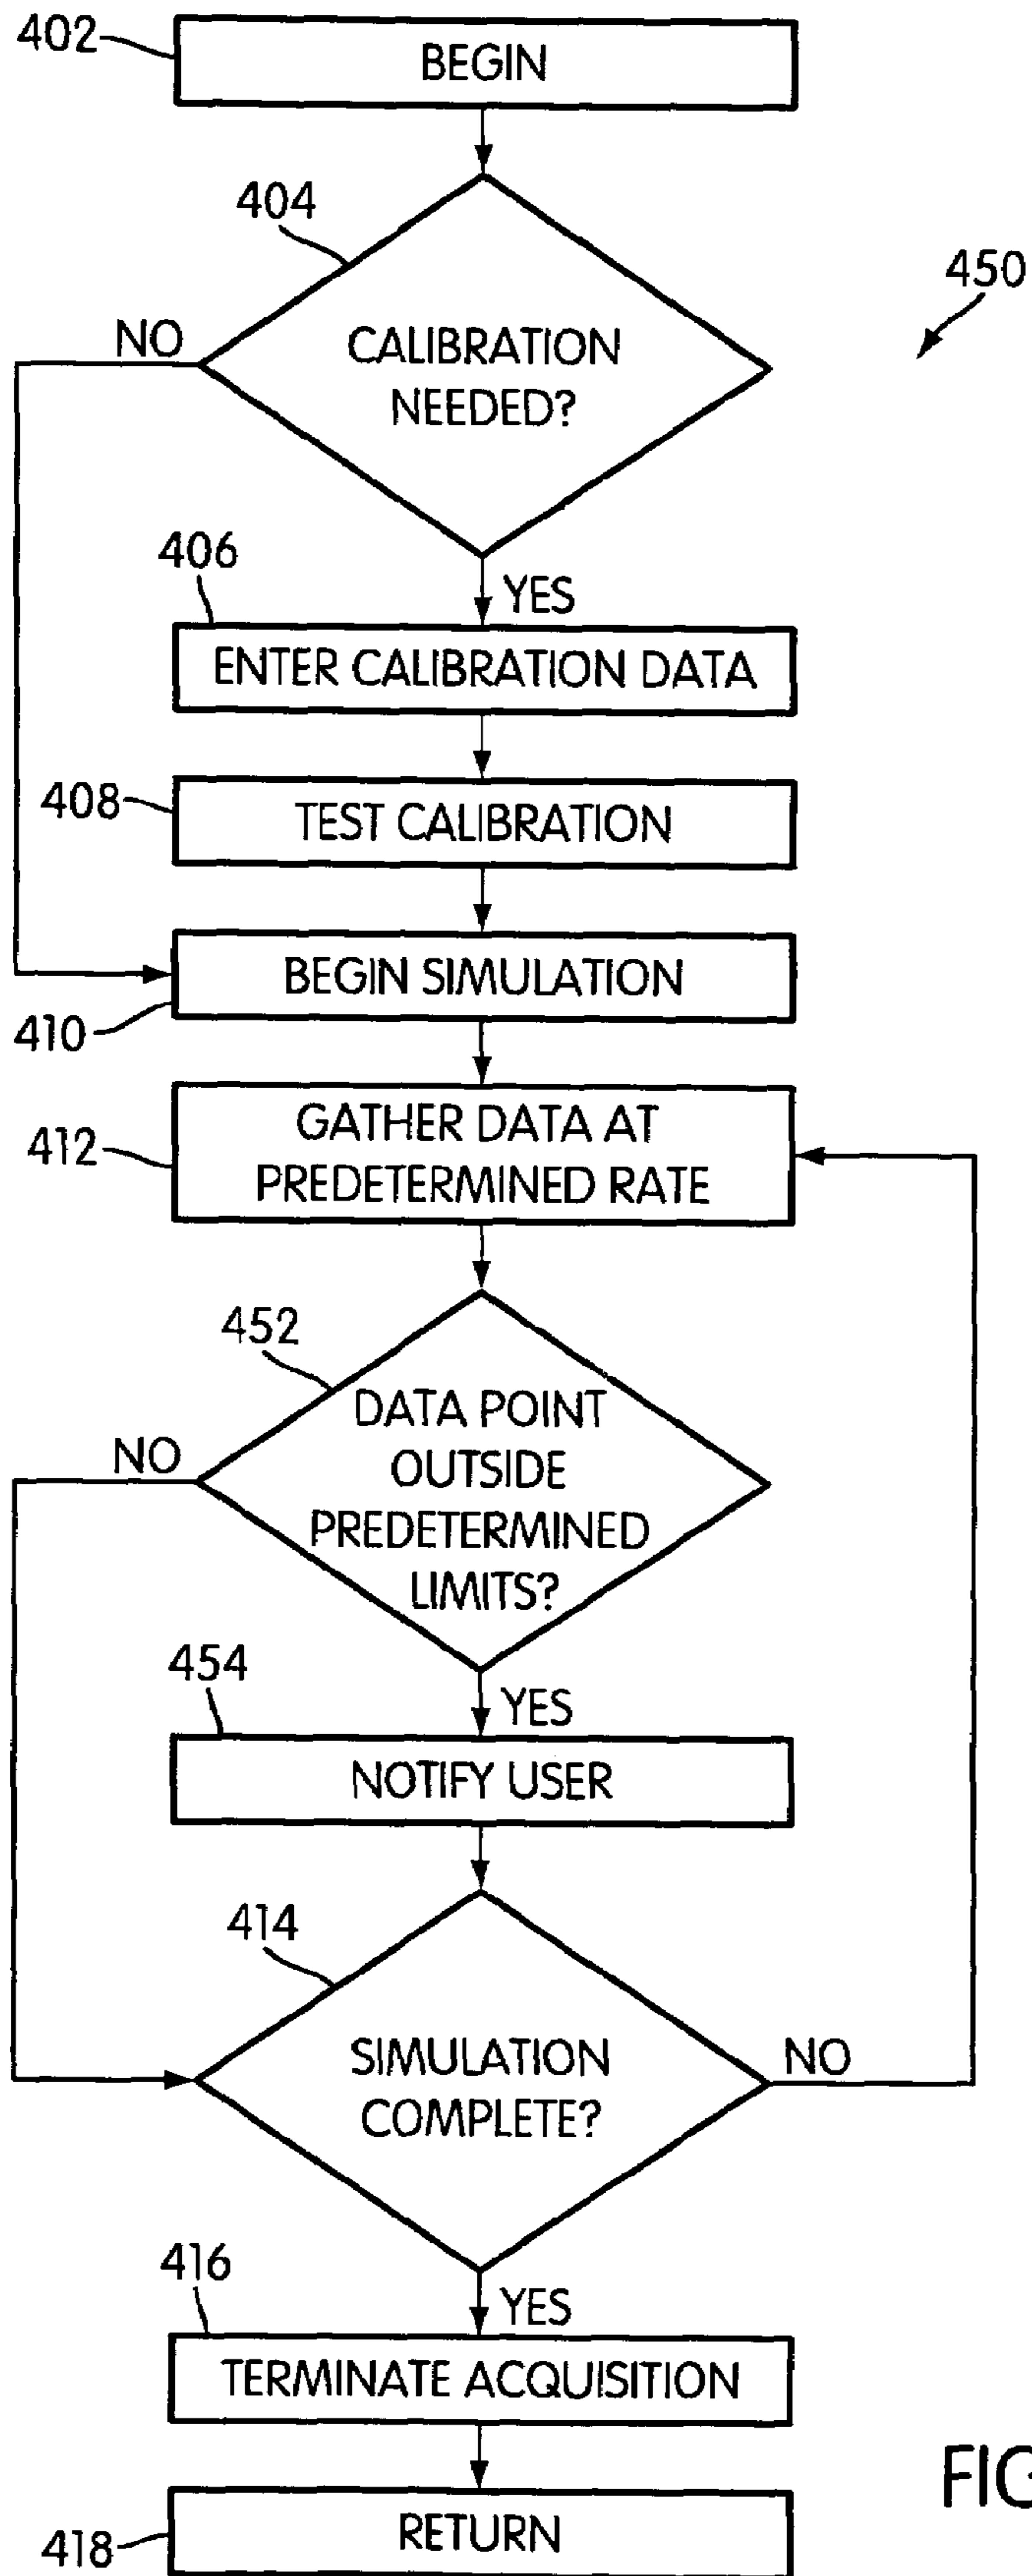 402
BEGIN
404
450
NO
CALIBRATION
NEEDED?
406
YES
ENTER CALIBRATION DATA
408
TEST CALIBRATION
BEGIN SIMULATION
410
GATHER DATA AT
412
PREDETERMINED RATE
452
DATA POINT
NO
OUTSIDE
PREDETERMINED
LIMITS?
454
YES
NOTIFY USER
414
SIMULATION
NO
COMPLETE?
416
YES
TERMINATE ACQUISITION
FIG
RETURN
418